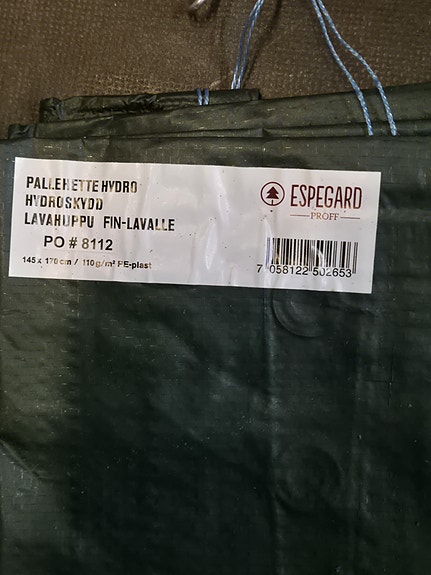 PALLEHETTE HYDRO
HYDROSKYDD
LAVAHUPPU FIN-LAVALLE
PO # 8112
145 x 170 cm / 110 g/m² PE-plast
ESPEGARD
PROFF
7 058122 502653